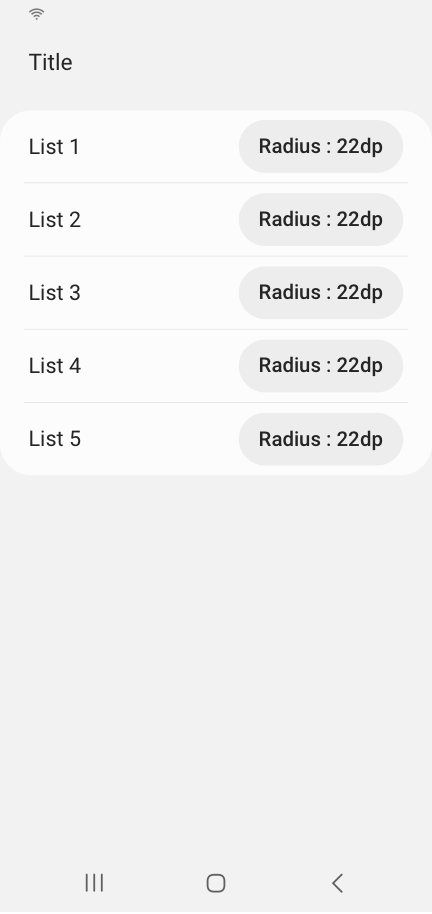 Title
List 1 Radius : 22dp
List 2 Radius : 22dp
List 3 Radius : 22dp
List 4 Radius : 22dp
List 5 Radius : 22dp